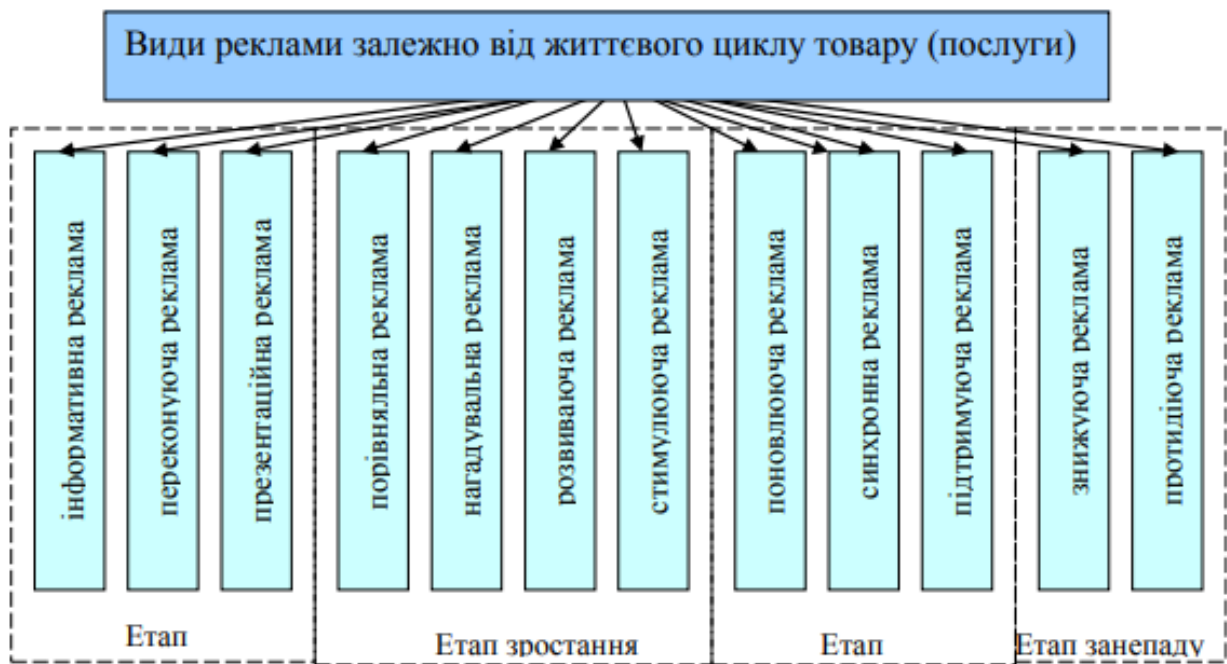 Види реклами залежно від життєвого циклу товару (послуги)
інформативна реклама
переконуюча реклама
презентаційна реклама
порівняльна реклама
нагадувальна реклама
розвиваюча реклама
стимулююча реклама
поновлююча реклама
синхронна реклама
підтримуюча реклама
знижуюча реклама
протидіюча реклама
Етап
Етап зростання
Етап
Етап занепаду